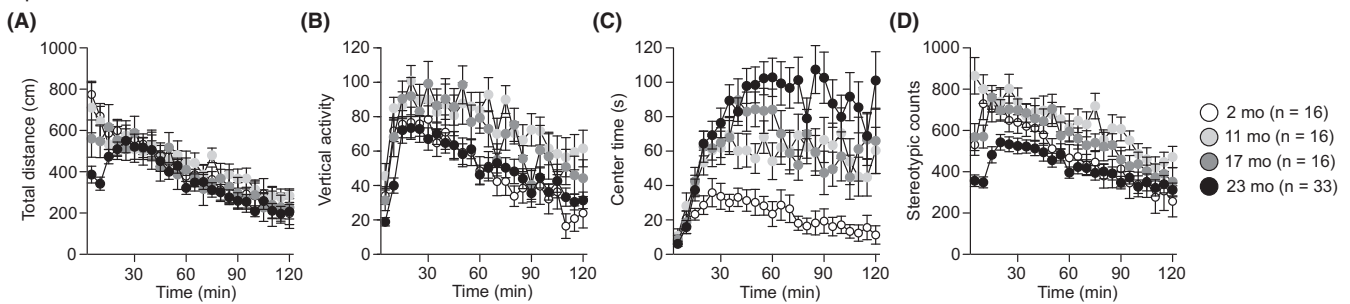 (A)
(B)
(C)
(D)
Total distance (cm)
1000
800
600
400
200
0
30
60
90
120
Time (min)
Vertical activity
120
100
80
60
40
20
0
30
60
90
120
Time (min)
Center time (s)
120
100
80
60
40
20
0
30
60
90
120
Time (min)
Stereotypic counts
1000
800
600
400
200
0
30
60
90
120
Time (min)
2 mo (n = 16)
11 mo (n = 16)
17 mo (n = 16)
23 mo (n = 33)